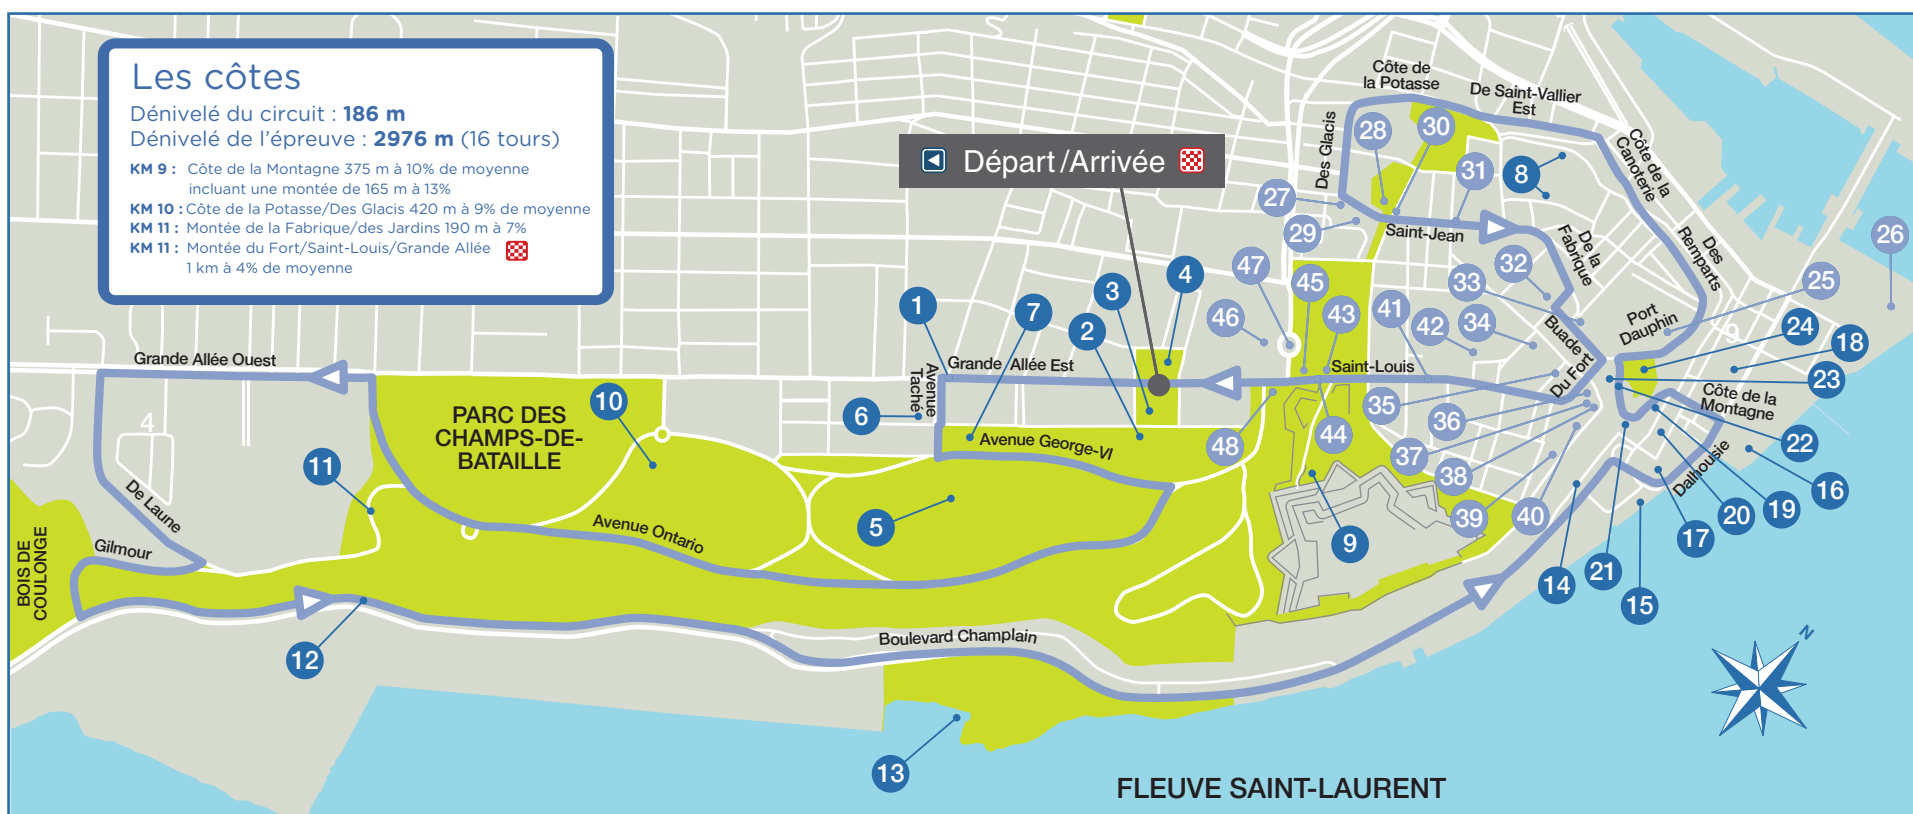 Les côtes
Dénivelé du circuit : 186 m
Dénivelé de l'épreuve : 2976 m (16 tours)
KM 9 : Côte de la Montagne 375 m à 10% de moyenne
incluant une montée de 165 m à 13%
KM 10 : Côte de la Potasse/Des Glacis 420 m à 9% de moyenne
KM 11 : Montée de la Fabrique/des Jardins 190 m à 7%
KM 11 : Montée du Fort/Saint-Louis/Grande Allée
1 km à 4% de moyenne
Départ/Arrivée
Côte de
la Potasse
De Saint-Vallier
Est
Des Glacis
Côte de la
Canoterie
Des
Remparts
28
30
31
8
27
29
Saint-Jean
De la
Fabrique
26
47
45
43
41
32
33
25
46
42
34
Port
Dauphin
24
9
18
Buade
Du Fort
23
Saint-Louis
35
36
37
38
39
40
44
48
Côte de la
Montagne
22
16
19
20
17
Dalhousie
21
15
14
4
3
2
7
1
Grande Allée Ouest
Avenue
Taché
Grande Allée Est
6
10
PARC DES
CHAMPS-DE-
BATAILLE
Avenue George-VI
4
11
De Laune
5
Avenue Ontario
9
Gilmour
BOIS DE
COULONGE
12
Boulevard Champlain
13
N
FLEUVE SAINT-LAURENT